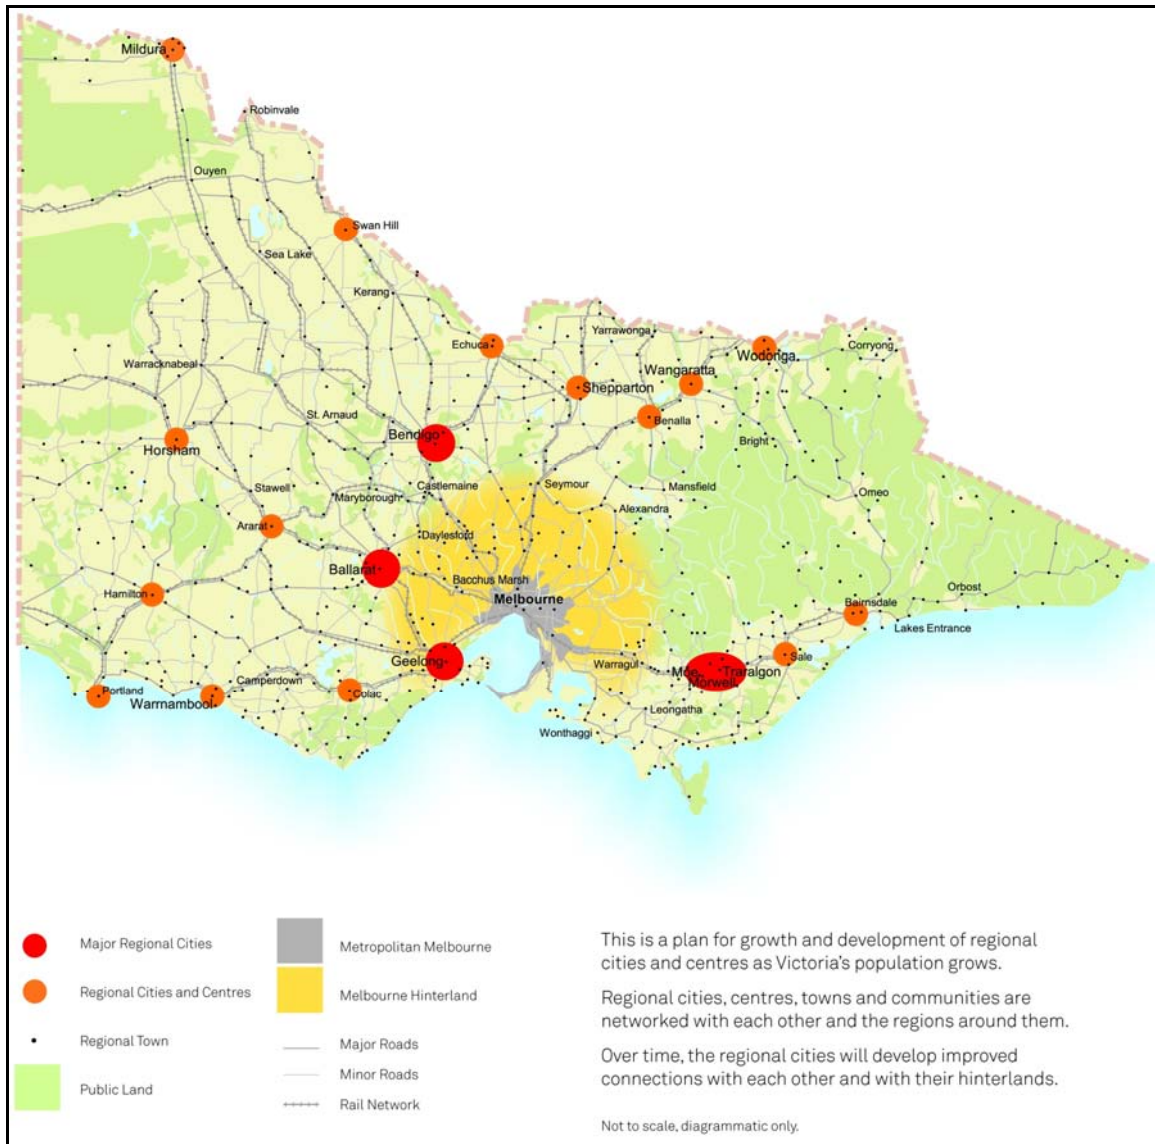 Mildura
Robinvale
Ouyen
Swan Hill
Sea Lake
Kerang
Echuca
Yarrawonga
Wodonga
Corryong
Warracknabeal
Wangaratta
Shepparton
St. Arnaud
Benalla
Bendigo
Bright
Horsham
Stawell
Castlemaine
Seymour
Mansfield
Maryborough
Omeo
Alexandra
Ararat
Daylesford
Ballarat
Bacchus Marsh
Hamilton
Melbourne
Orbost
Bairnsdale
Lakes Entrance
Geelong
Warragul
Sale
Moe
Traralgon
Morwell
Camperdown
Portland
Colac
Warrnambool
Leongatha
Wonthaggi
Major Regional Cities
Regional Cities and Centres
Regional Town
Public Land
Metropolitan Melbourne
Melbourne Hinterland
Major Roads
Minor Roads
Rail Network
This is a plan for growth and development of regional
cities and centres as Victoria's population grows.
Regional cities, centres, towns and communities are
networked with each other and the regions around them.
Over time, the regional cities will develop improved
connections with each other and with their hinterlands.
Not to scale, diagrammatic only.